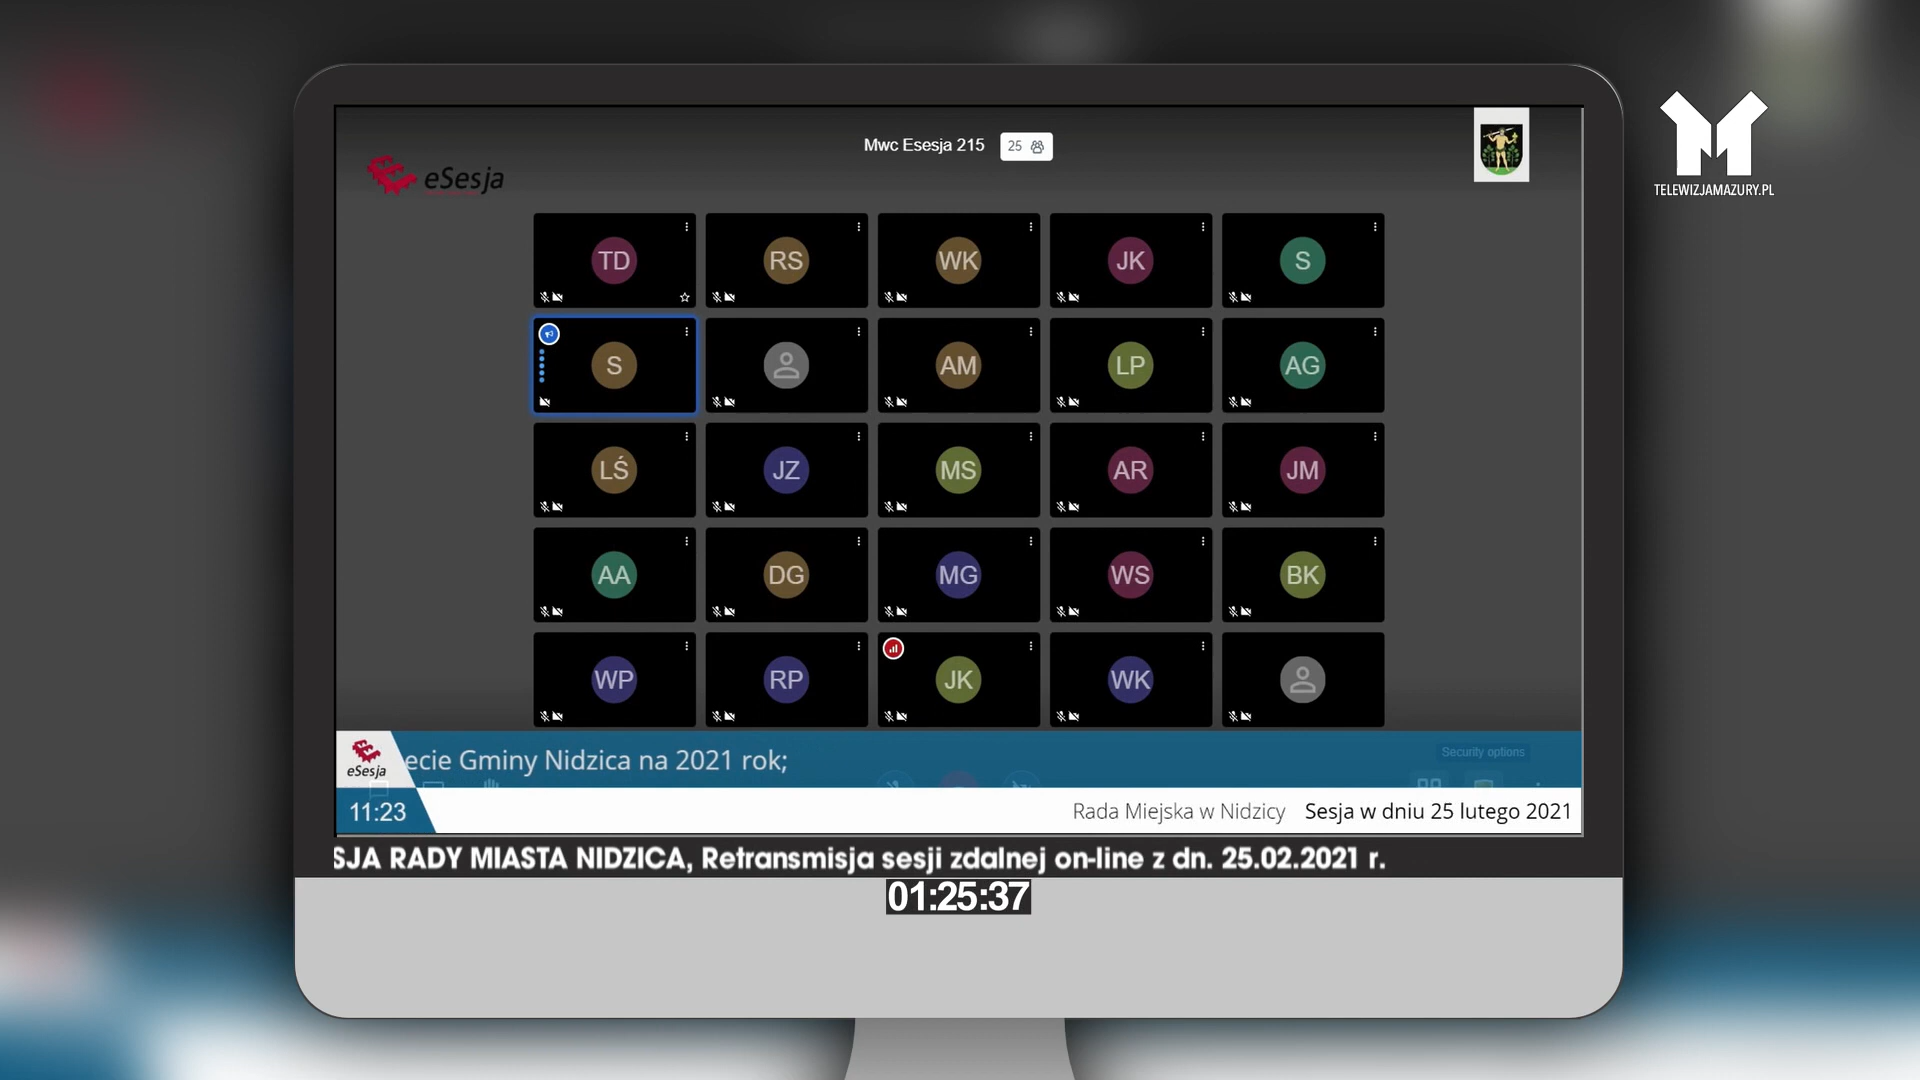 Mwc Esesja 215 25
eSesja
TELEWIZJAMAZURY.PL
TD RS WK JK S
S AM LP AG
LŚ JZ MS AR JM
AA DG MG WS BK
WP RP JK WK
ecie Gminy Nidzica na 2021 rok;
Security options
eSesja
11:23
Rada Miejska w Nidzicy Sesja w dniu 25 lutego 2021
SJA RADY MIASTA NIDZICA, Retransmisja sesji zdalnej on-line z dn. 25.02.2021 r.
01:25:37